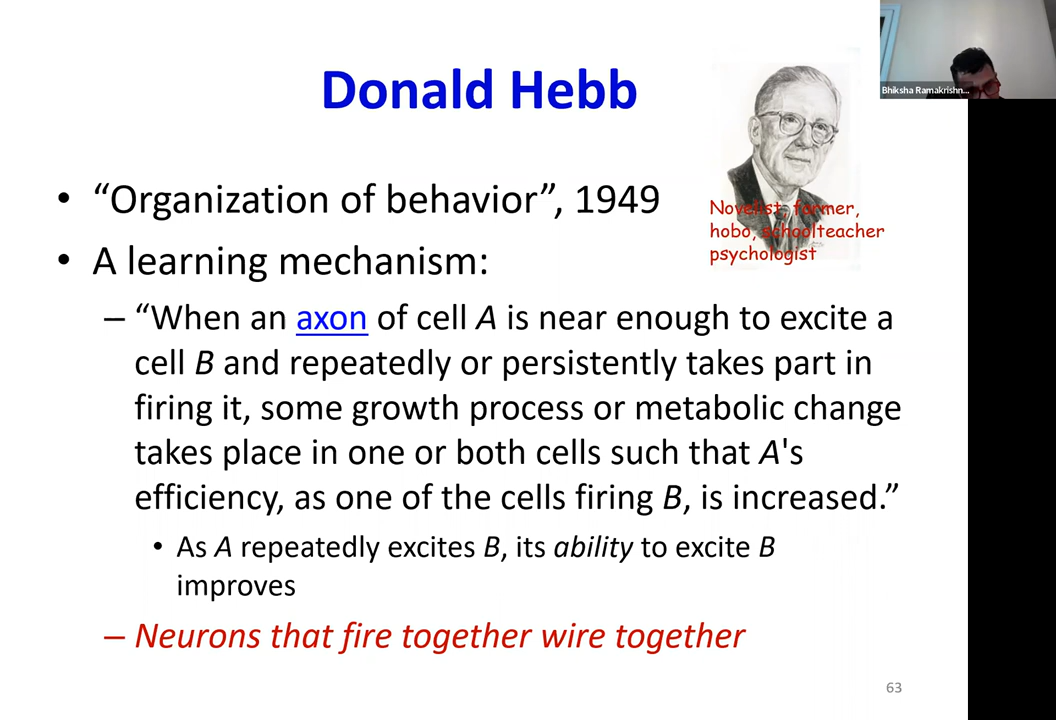 Bhiksha Ramakrishn...
Donald Hebb
• “Organization of behavior”, 1949
Novelist, farmer,
hobo, schoolteacher
psychologist
• A learning mechanism:
– “When an axon of cell A is near enough to excite a
cell B and repeatedly or persistently takes part in
firing it, some growth process or metabolic change
takes place in one or both cells such that A's
efficiency, as one of the cells firing B, is increased.”
• As A repeatedly excites B, its ability to excite B
improves
– Neurons that fire together wire together
63